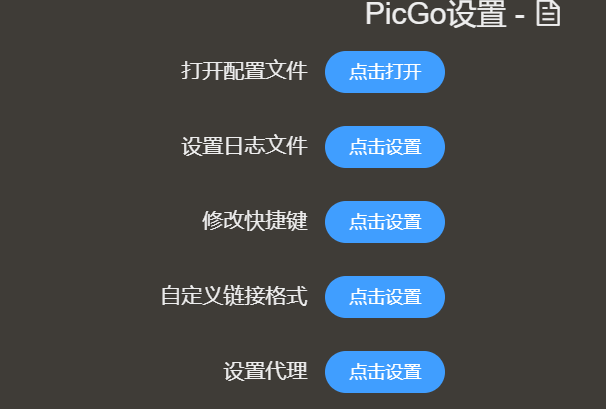 PicGo设置 -
打开配置文件 点击打开
设置日志文件 点击设置
修改快捷键 点击设置
自定义链接格式 点击设置
设置代理 点击设置